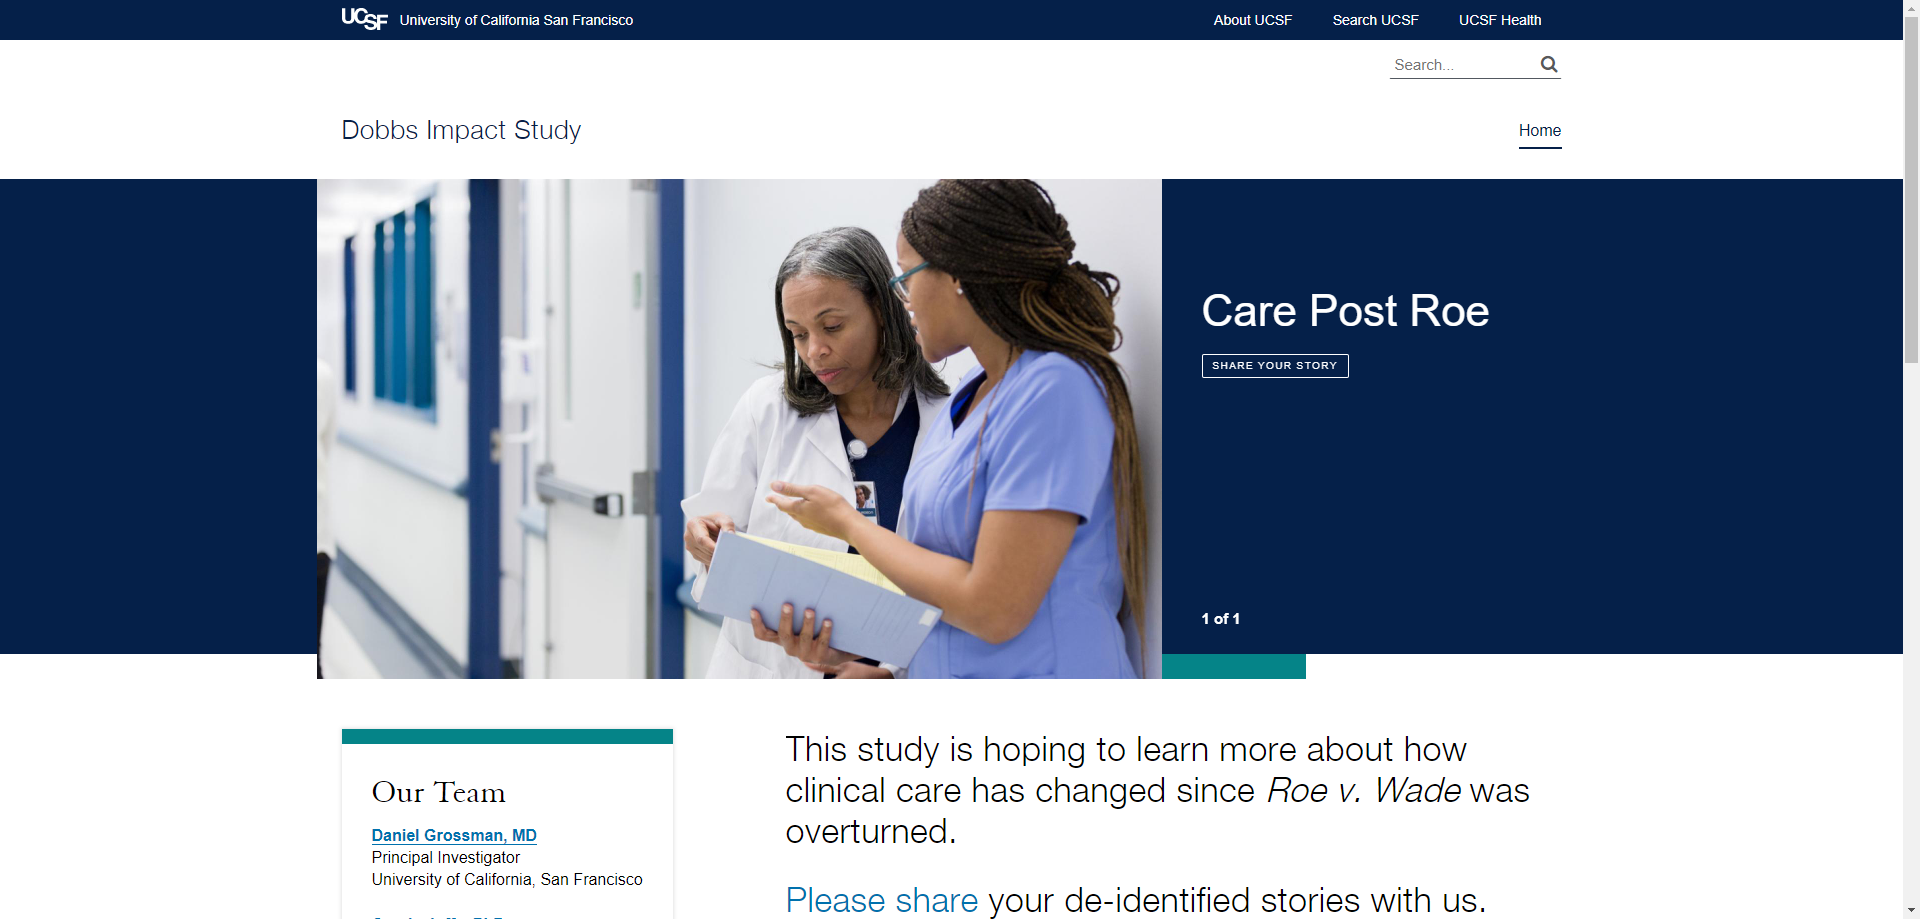 UCSF University of California San Francisco
About UCSF Search UCSF UCSF Health
Search...
Dobbs Impact Study
Home
Care Post Roe
SHARE YOUR STORY
1 of 1
Our Team
Daniel Grossman, MD
Principal Investigator
University of California, San Francisco
This study is hoping to learn more about how
clinical care has changed since Roe v. Wade was
overturned.
Please share your de-identified stories with us.